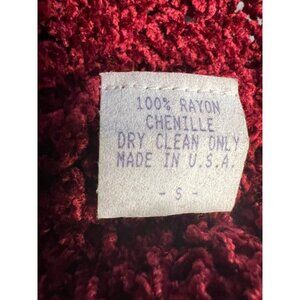 100% RAYON
CHENILLE
DRY CLEAN ONLY
MADE IN U.S.A.
- S -